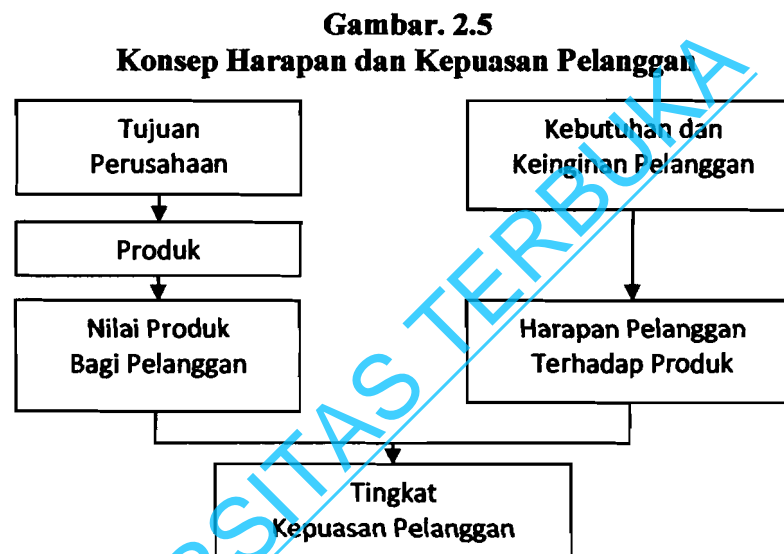 Gambar. 2.5
Konsep Harapan dan Kepuasan Pelanggan
Tujuan
Perusahaan
Kebutuhan dan
Keinginan Pelanggan
Produk
Nilai Produk
Bagi Pelanggan
Harapan Pelanggan
Terhadap Produk
Tingkat
Kepuasan Pelanggan
TERBUKA